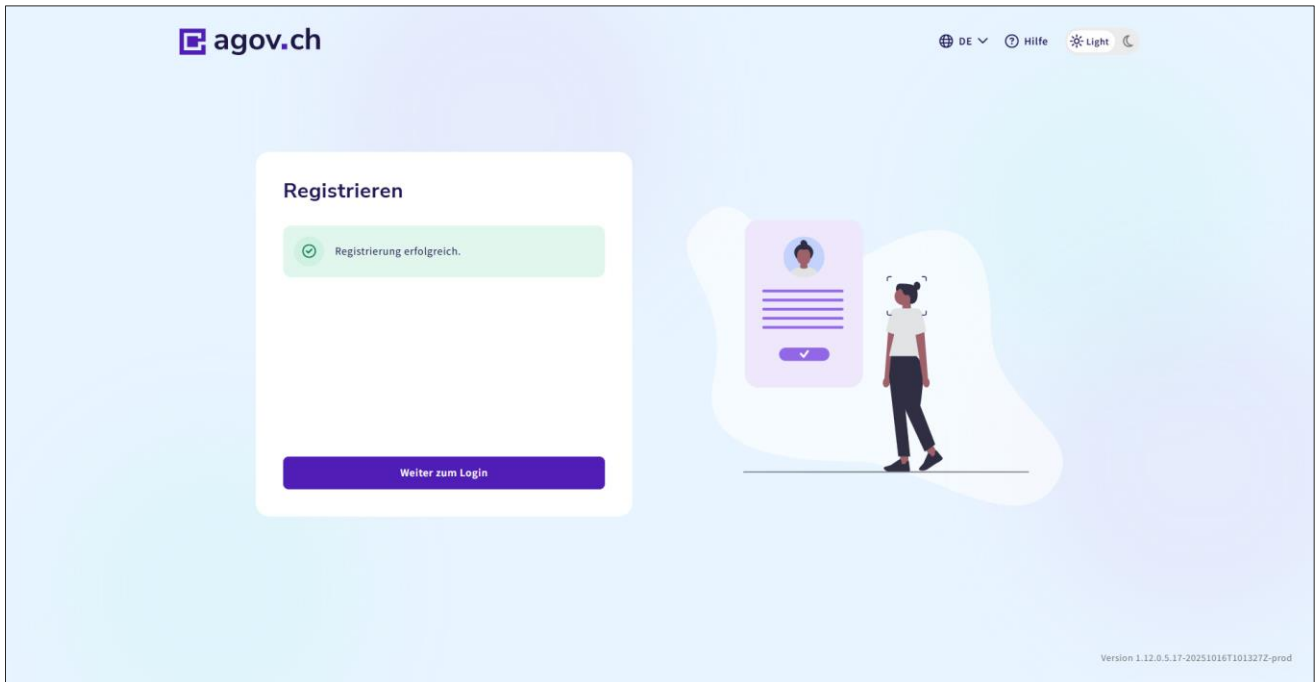 agov.ch
DE
Hilfe
Light
Registrieren
Registrierung erfolgreich.
Weiter zum Login
Version 1.12.0.5.17-20251016T101327Z-prod